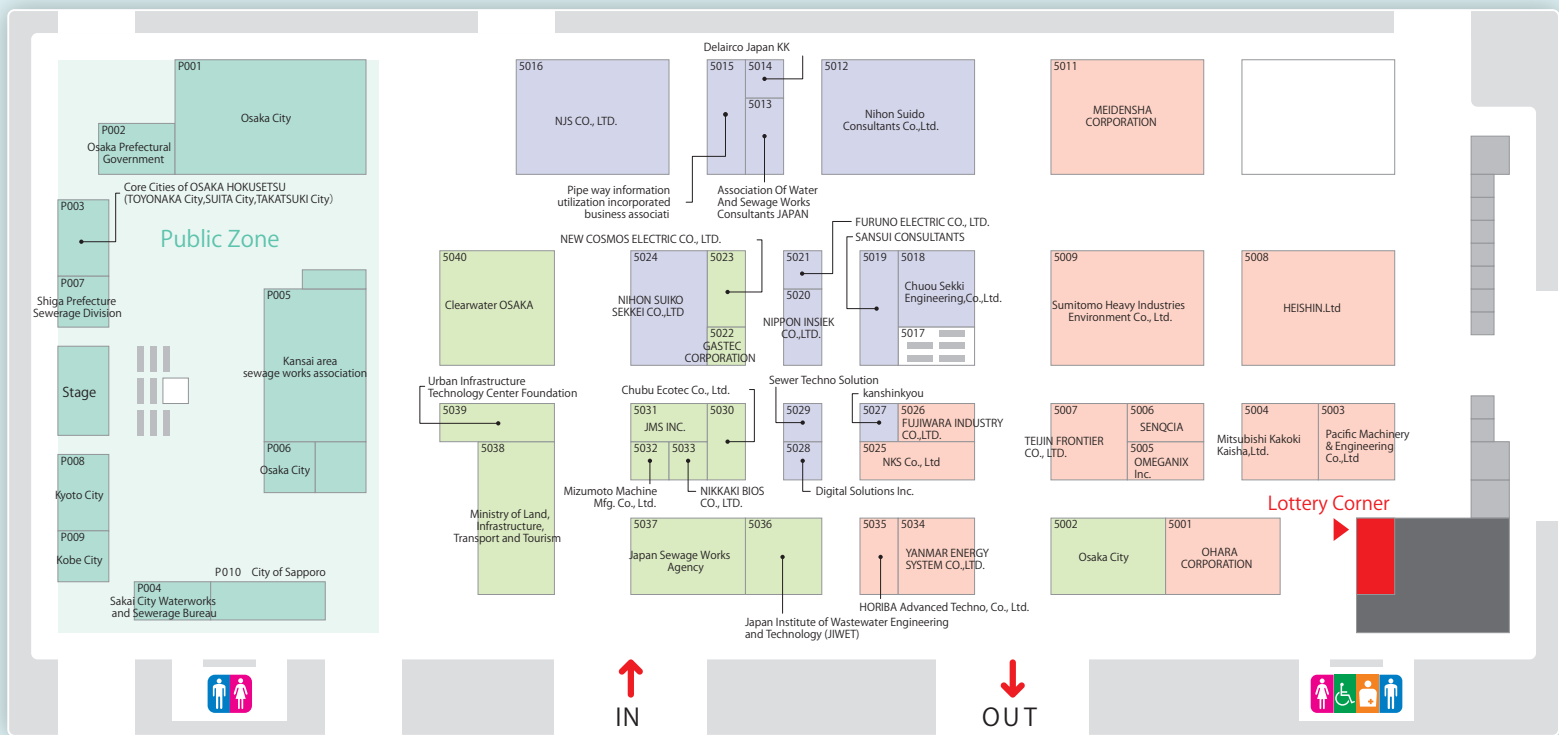 Delairco Japan KK
P001
Osaka City
P002
Osaka Prefectural
Government
5016
NJS CO., LTD.
5015
5014
5013
5012
Nihon Suido
Consultants Co.,Ltd.
5011
MEIDENSHA
CORPORATION
Core Cities of OSAKA HOKUSETSU
(TOYONAKA City,SUITA City,TAKATSUKI City)
Pipe way information
utilization incorporated
business associati
Association Of Water
And Sewage Works
Consultants JAPAN
P003
Public Zone
P007
Shiga Prefecture
Sewerage Division
P005
Kansai area
sewage works association
Stage
P006
Osaka City
P008
Kyoto City
P009
Kobe City
P010 City of Sapporo
P004
Sakai City Waterworks
and Sewerage Bureau
FURUNO ELECTRIC CO., LTD.
SANSUI CONSULTANTS
NEW COSMOS ELECTRIC CO., LTD.
5040
Clearwater OSAKA
5024
NIHON SUIKO
SEKKEI CO.,LTD
5023
5022
GASTEC
CORPORATION
5021
5020
NIPPON INSIEK
CO.,LTD.
5019
5018
Chuou Sekki
Engineering,Co.,Ltd.
5017
5009
Sumitomo Heavy Industries
Environment Co., Ltd.
5008
HEISHIN.Ltd
Urban Infrastructure
Technology Center Foundation
Chubu Ecotec Co., Ltd.
Sewer Techno Solution
kanshinkyou
5039
5038
Ministry of Land,
Infrastructure,
Transport and Tourism
5031
JMS INC.
5030
5032
5033
Mizumoto Machine
Mfg. Co., Ltd.
NIKKAKI BIOS
CO., LTD.
5029
5028
Digital Solutions Inc.
5027
5026
FUJIWARA INDUSTRY
CO.,LTD.
5025
NKS Co., Ltd
5007
TEIJIN FRONTIER
CO., LTD.
5006
SENQCIA
5005
OMEGANIX
Inc.
5004
Mitsubishi Kakoki
Kaisha,Ltd.
5003
Pacific Machinery
& Engineering
Co.,Ltd
Lottery Corner
5037
Japan Sewage Works
Agency
5036
5035
5034
YANMAR ENERGY
SYSTEM CO.,LTD.
5002
Osaka City
5001
OHARA
CORPORATION
HORIBA Advanced Techno, Co., Ltd.
Japan Institute of Wastewater Engineering
and Technology (JIWET)
IN
OUT